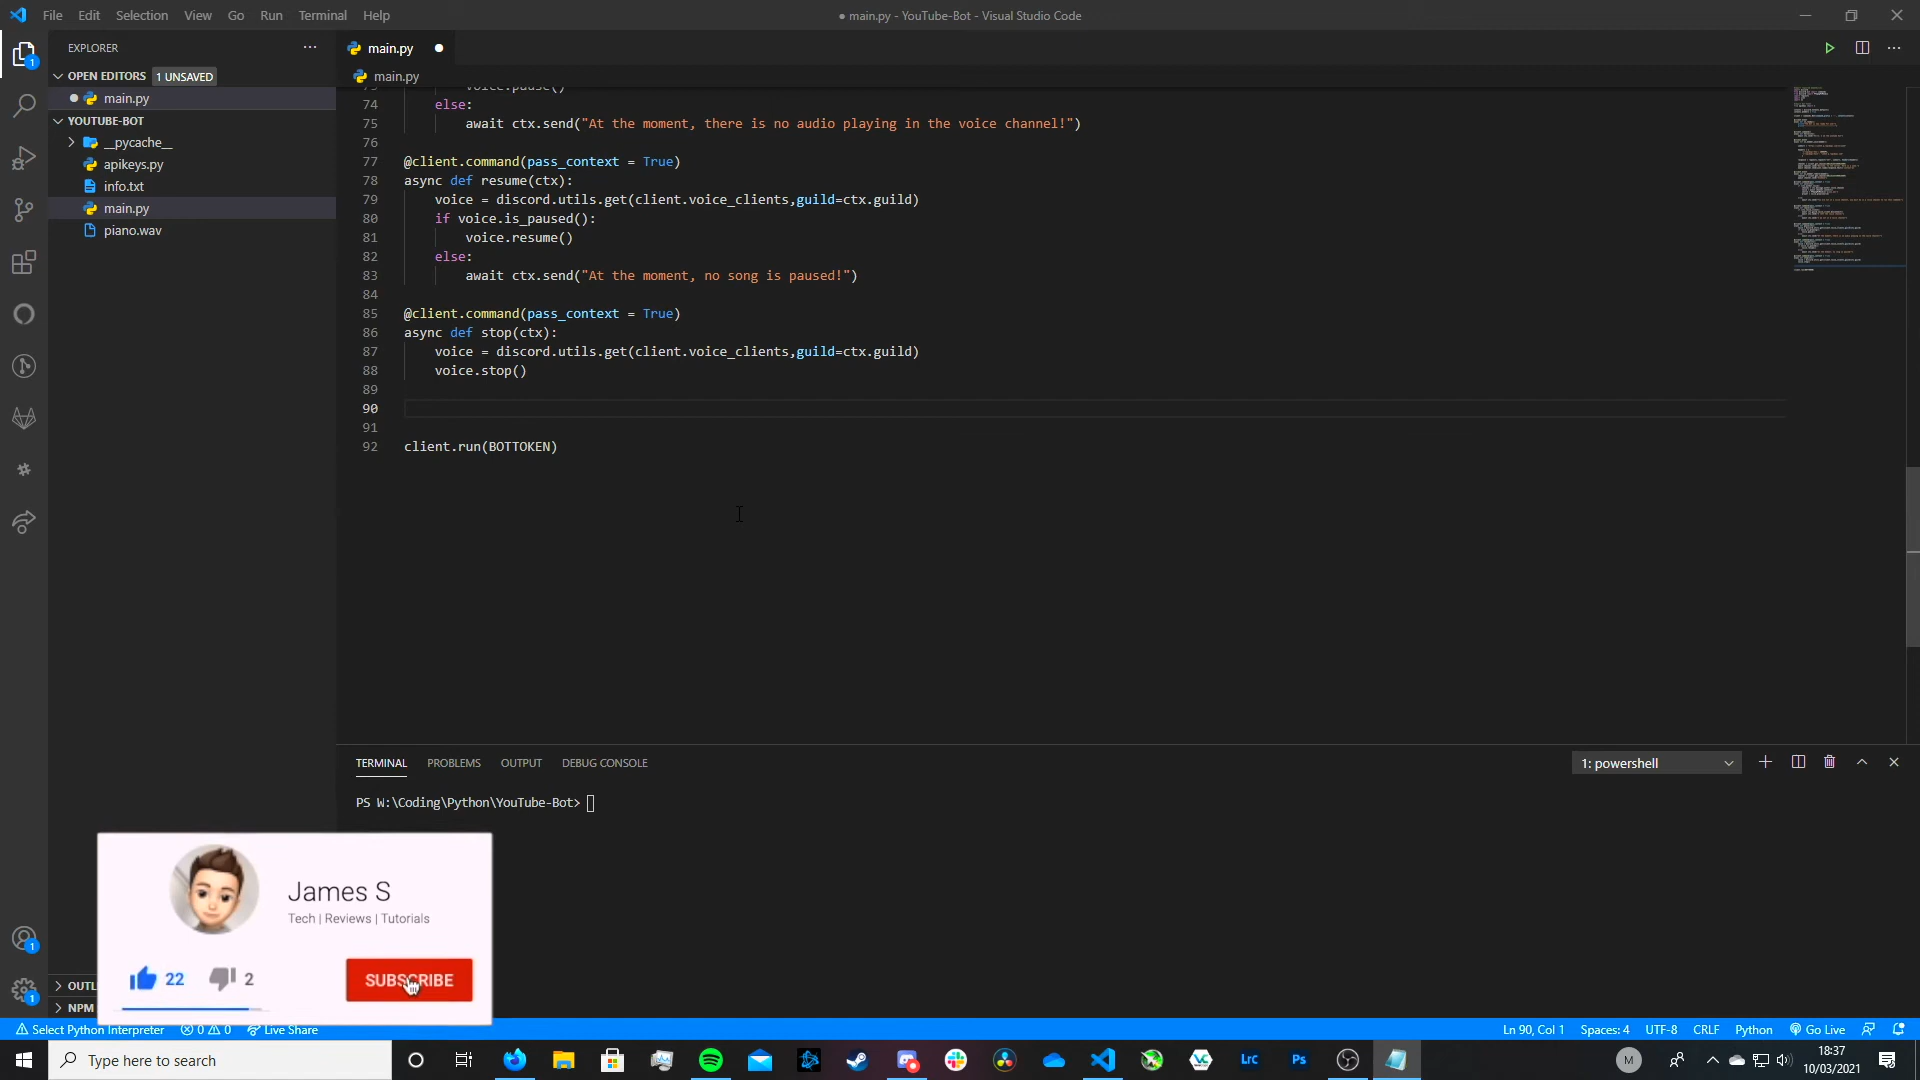 File Edit Selection View Go Run Terminal Help
● main.py - YouTube-Bot - Visual Studio Code
EXPLORER
main.py
OPEN EDITORS 1 UNSAVED
main.py
main.py
YOUTUBE-BOT
__pycache__
apikeys.py
info.txt
main.py
piano.wav
73 voice.pause()
74 else:
75 await ctx.send("At the moment, there is no audio playing in the voice channel!")
76
77 @client.command(pass_context = True)
78 async def resume(ctx):
79 voice = discord.utils.get(client.voice_clients,guild=ctx.guild)
80 if voice.is_paused():
81 voice.resume()
82 else:
83 await ctx.send("At the moment, no song is paused!")
84
85 @client.command(pass_context = True)
86 async def stop(ctx):
87 voice = discord.utils.get(client.voice_clients,guild=ctx.guild)
88 voice.stop()
89
90
91
92 client.run(BOTTOKEN)
TERMINAL PROBLEMS OUTPUT DEBUG CONSOLE
1: powershell
PS W:\Coding\Python\YouTube-Bot>
James S
Tech | Reviews | Tutorials
22 2
SUBSCRIBE
OUTL
NPM
Select Python Interpreter 0 0 Live Share
Ln 90, Col 1 Spaces: 4 UTF-8 CRLF Python Go Live
Type here to search
Lrc Ps
M
18:37
10/03/2021